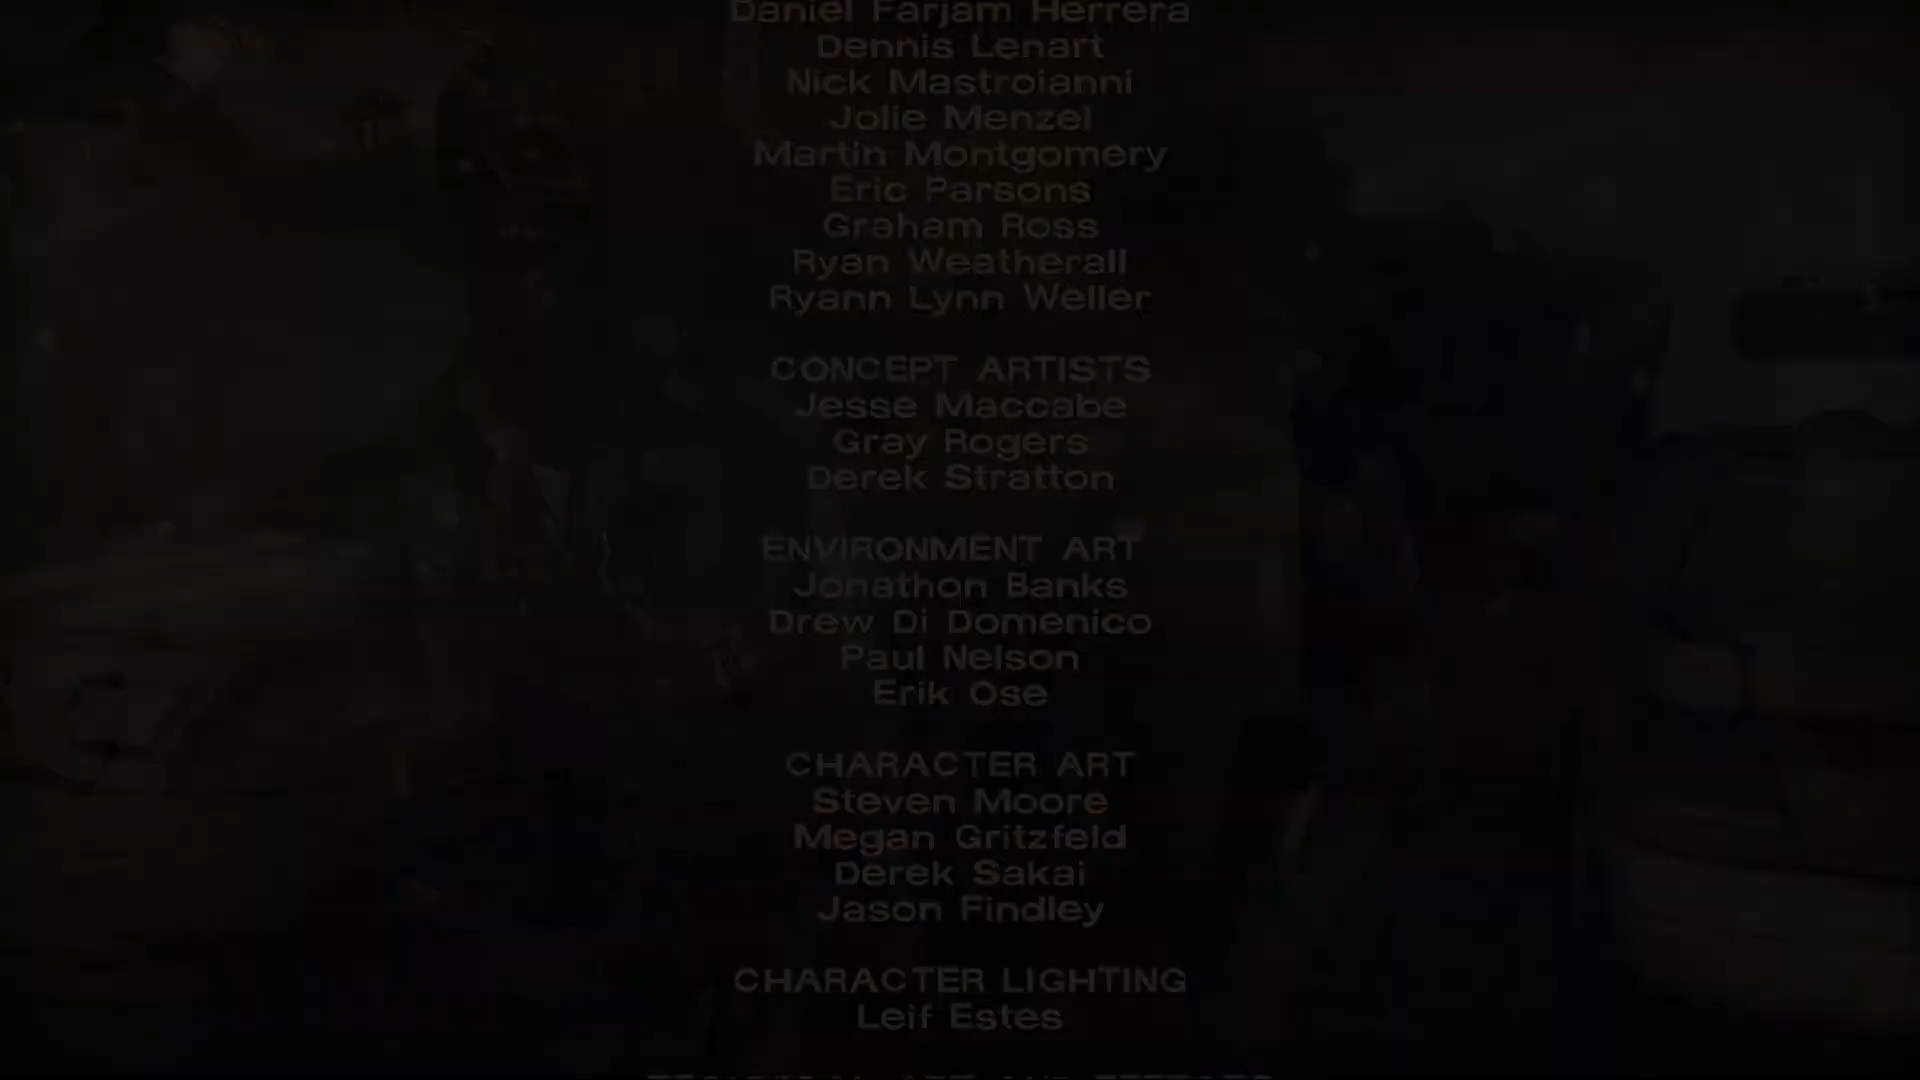 Daniel Farjam Herrera
Dennis Lenart
Nick Mastroianni
Jolie Menzel
Martin Montgomery
Eric Parsons
Graham Ross
Ryan Weatherall
Ryann Lynn Weller
CONCEPT ARTISTS
Jesse Maccabe
Gray Rogers
Derek Stratton
ENVIRONMENT ART
Jonathon Banks
Drew Di Domenico
Paul Nelson
Erik Ose
CHARACTER ART
Steven Moore
Megan Gritzfeld
Derek Sakai
Jason Findley
CHARACTER LIGHTING
Leif Estes